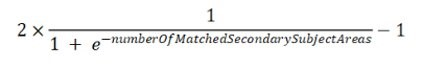 2 × 1 / (1 + e^−numberOfMatchedSecondarySubjectAreas) − 1